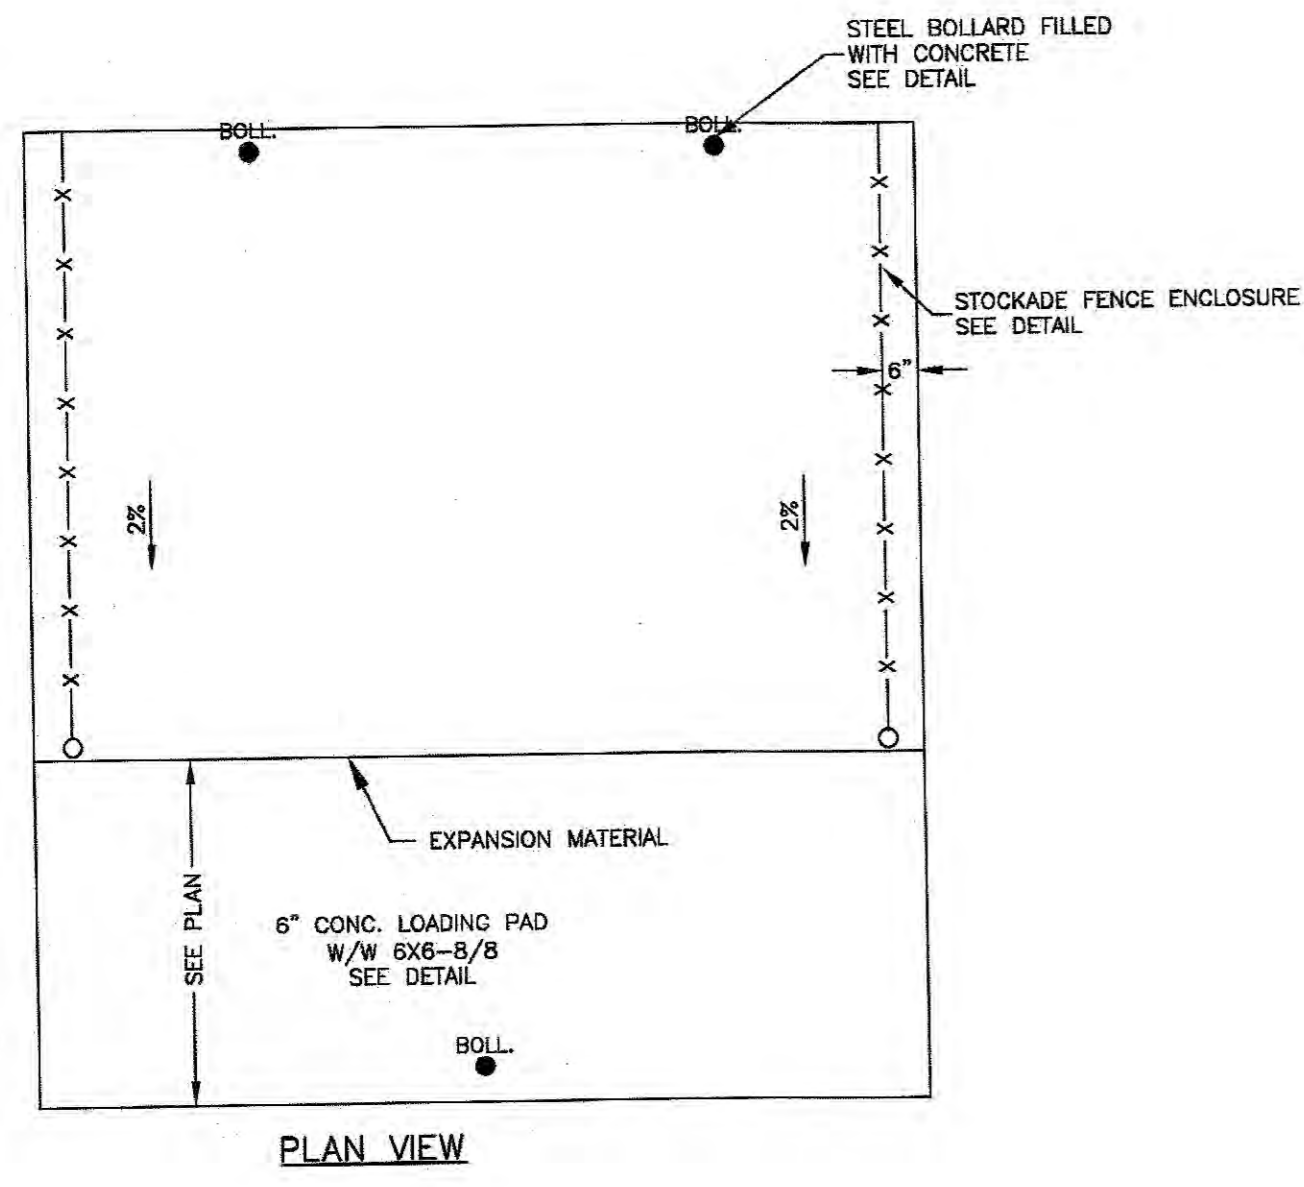 STEEL BOLLARD FILLED
WITH CONCRETE
SEE DETAIL
BOLL.
BOLL.
STOCKADE FENCE ENCLOSURE
SEE DETAIL
6"
2%
2%
EXPANSION MATERIAL
SEE PLAN
6" CONC. LOADING PAD
W/W 6X6-8/8
SEE DETAIL
BOLL.
PLAN VIEW